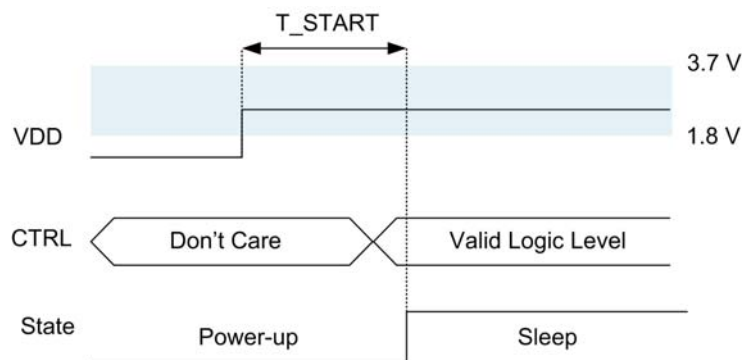 T_START
3.7 V
VDD
1.8 V
CTRL
Don't Care
Valid Logic Level
State
Power-up
Sleep